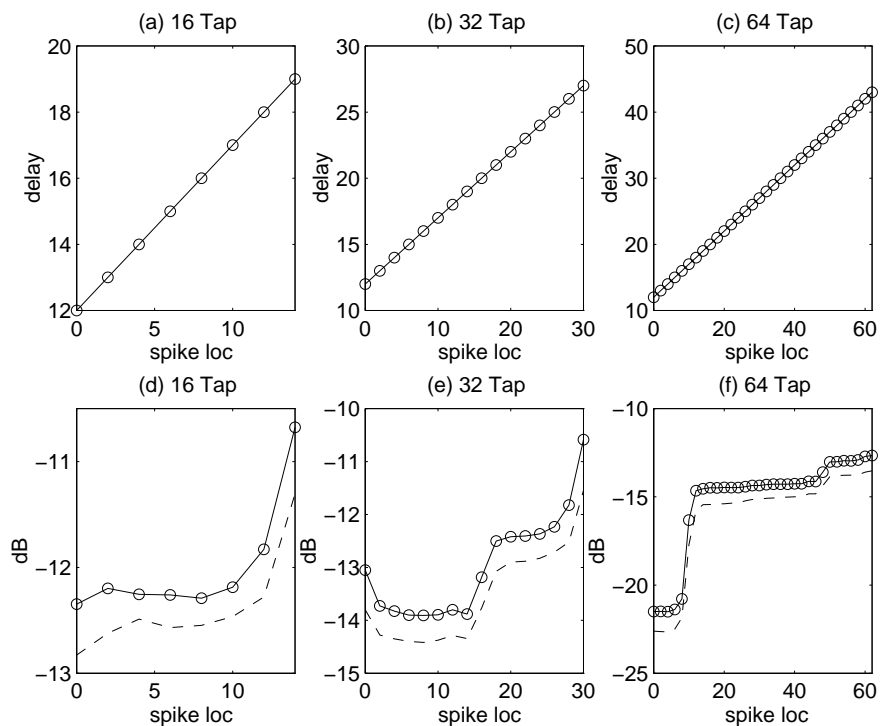 (a) 16 Tap
20
18
16
14
12
delay
0 5 10
spike loc
(b) 32 Tap
30
25
20
15
10
delay
0 10 20 30
spike loc
(c) 64 Tap
50
40
30
20
10
delay
0 20 40 60
spike loc
(d) 16 Tap
−11
−12
−13
dB
0 5 10
spike loc
(e) 32 Tap
−10
−11
−12
−13
−14
−15
dB
0 10 20 30
spike loc
(f) 64 Tap
−10
−15
−20
−25
dB
0 20 40 60
spike loc